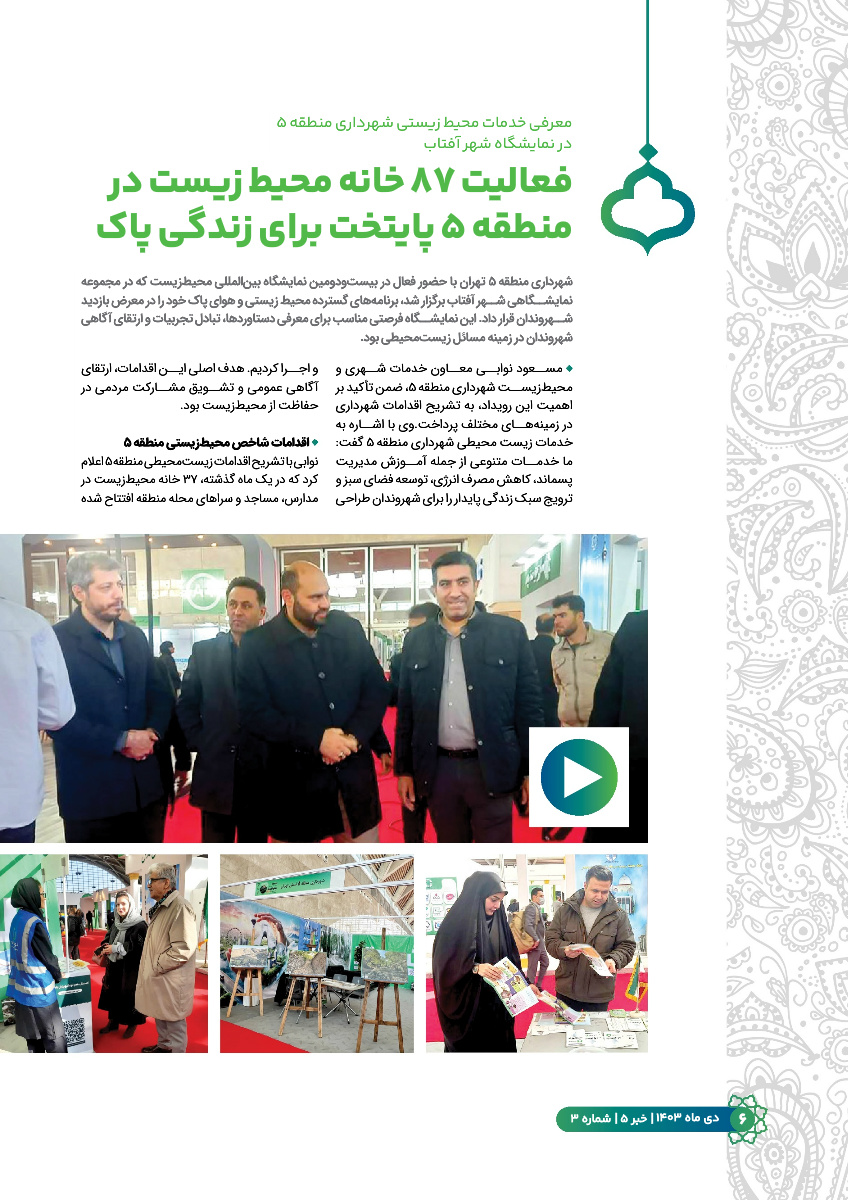 معرفی خدمات محیط زیستی شهرداری منطقه ۵
در نمایشگاه شهر آفتاب
فعالیت ۸۷ خانه محیط زیست در
منطقه ۵ پایتخت برای زندگی پاک
شهرداری منطقه ۵ تهران با حضور فعال در بیست‌ودومین نمایشگاه بین‌المللی محیط‌زیست که در مجموعه
نمایشگاهی شهر آفتاب برگزار شد، برنامه‌های گسترده محیط زیستی و هوای پاک خود را در معرض بازدید
شهروندان قرار داد. این نمایشگاه فرصتی مناسب برای معرفی دستاوردها، تبادل تجربیات و ارتقای آگاهی
شهروندان در زمینه مسائل زیست‌محیطی بود.
مسعود نوابی معاون خدمات شهری و
محیط‌زیست شهرداری منطقه ۵، ضمن تأکید بر
اهمیت این رویداد، به تشریح اقدامات شهرداری
در زمینه‌های مختلف پرداخت.وی با اشاره به
خدمات زیست محیطی شهرداری منطقه ۵ گفت:
ما خدمات متنوعی از جمله آموزش مدیریت
پسماند، کاهش مصرف انرژی، توسعه فضای سبز و
ترویج سبک زندگی پایدار را برای شهروندان طراحی
و اجرا کردیم. هدف اصلی این اقدامات، ارتقای
آگاهی عمومی و تشویق مشارکت مردمی در
حفاظت از محیط‌زیست بود.
اقدامات شاخص محیط‌زیستی منطقه ۵
نوابی با تشریح اقدامات زیست‌محیطی منطقه ۵ اعلام
کرد که در یک ماه گذشته، ۳۷ خانه محیط‌زیست در
مدارس، مساجد و سراهای محله منطقه افتتاح شده
۶
دی ماه ۱۴۰۳ | خبر ۵ | شماره ۳